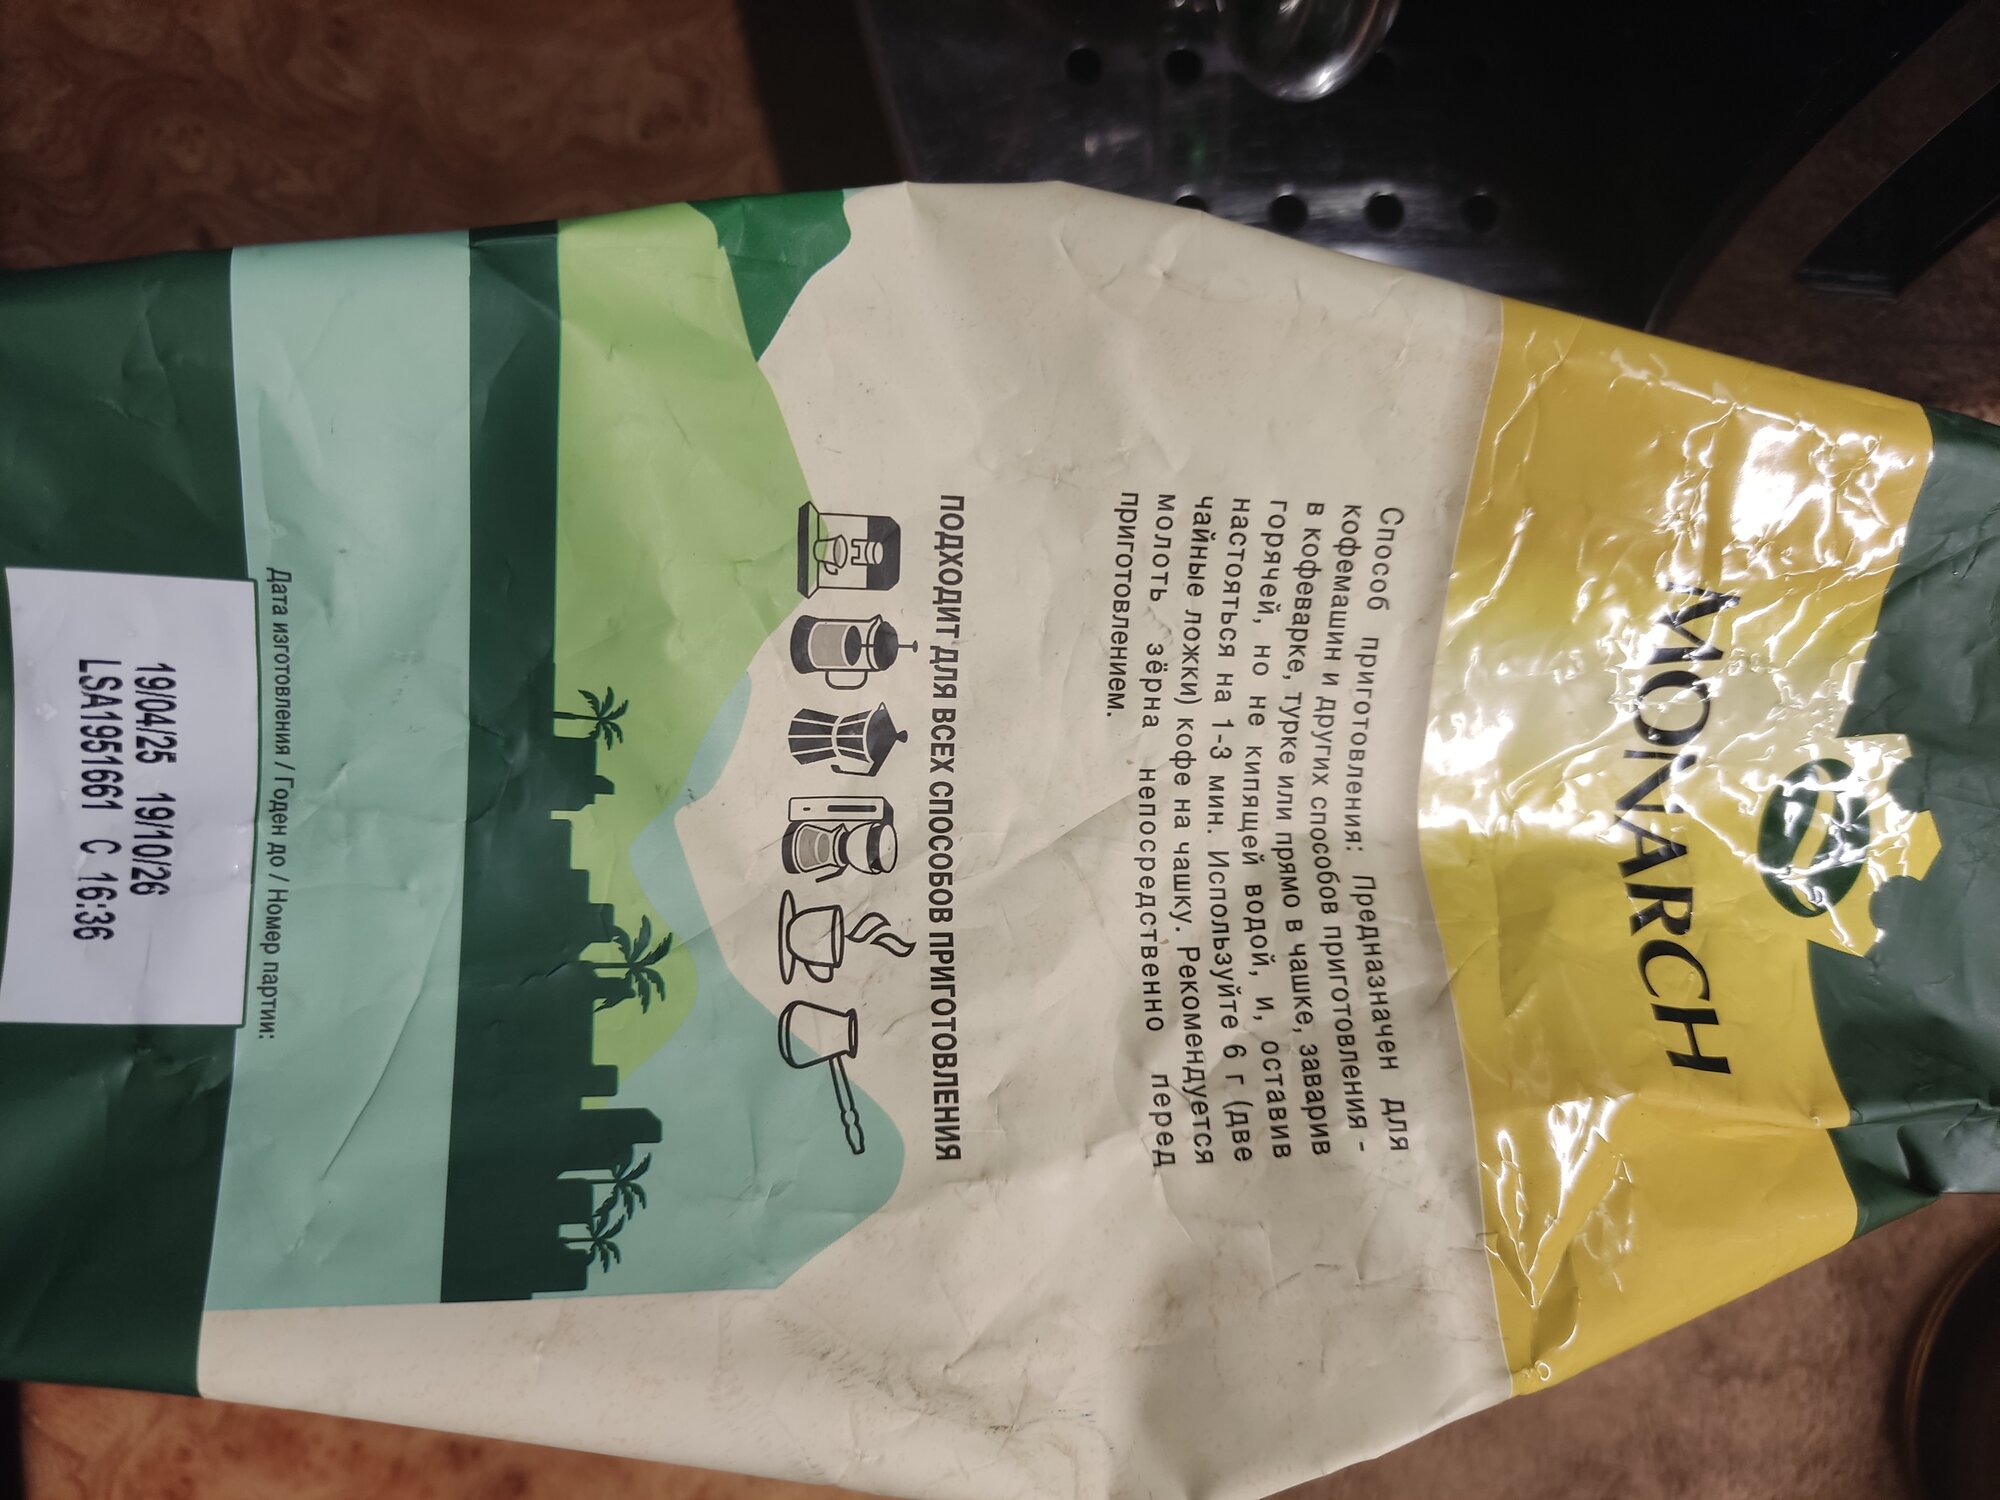 MONARCH
Способ приготовления: Предназначен для
кофемашин и других способов приготовления -
в кофеварке, турке или прямо в чашке, заварив
горячей, но не кипящей водой, и, оставив
настояться на 1-3 мин. Используйте 6 г (две
чайные ложки) кофе на чашку. Рекомендуется
молоть зёрна непосредственно перед
приготовлением.
ПОДХОДИТ ДЛЯ ВСЕХ СПОСОБОВ ПРИГОТОВЛЕНИЯ
Дата изготовления / Годен до / Номер партии:
19/04/25 19/10/26
LSA1951661 C 16:36